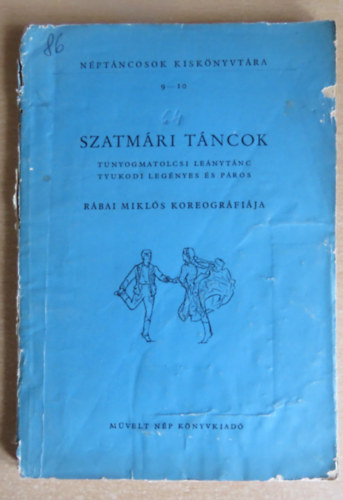 86
NÉPTÁNCOSOK KISKÖNYVTÁRA
9—10
64
SZATMÁRI TÁNCOK
TUNYOGMATOLCSI LEÁNYTÁNC
TYUKODI LEGÉNYES ÉS PÁROS
RÁBAI MIKLÓS KOREOGRÁFIÁJA
MŰVELT NÉP KÖNYVKIADÓ